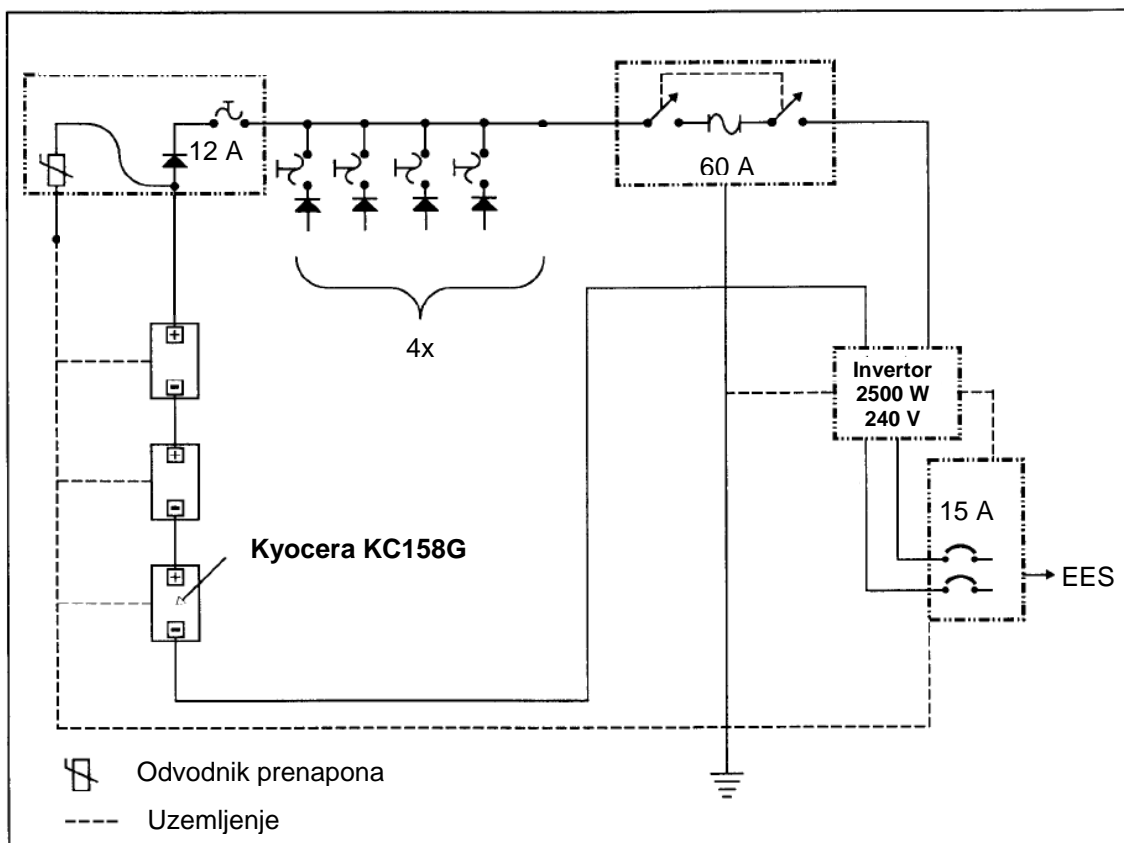 12 A
60 A
4x
Invertor
2500 W
240 V
15 A
EES
Kyocera KC158G
+
-
+
-
+
-
Odvodnik prenapona
Uzemljenje